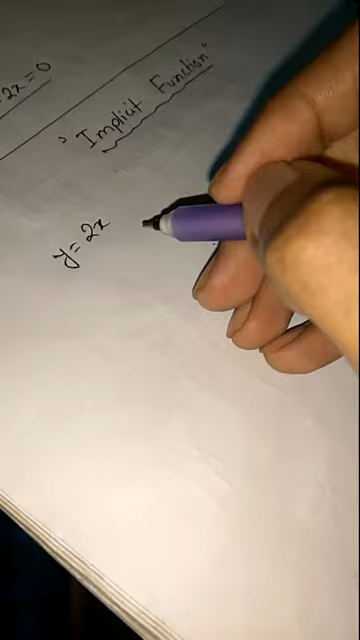 2x = 0
Implicit Function:
y = 2x